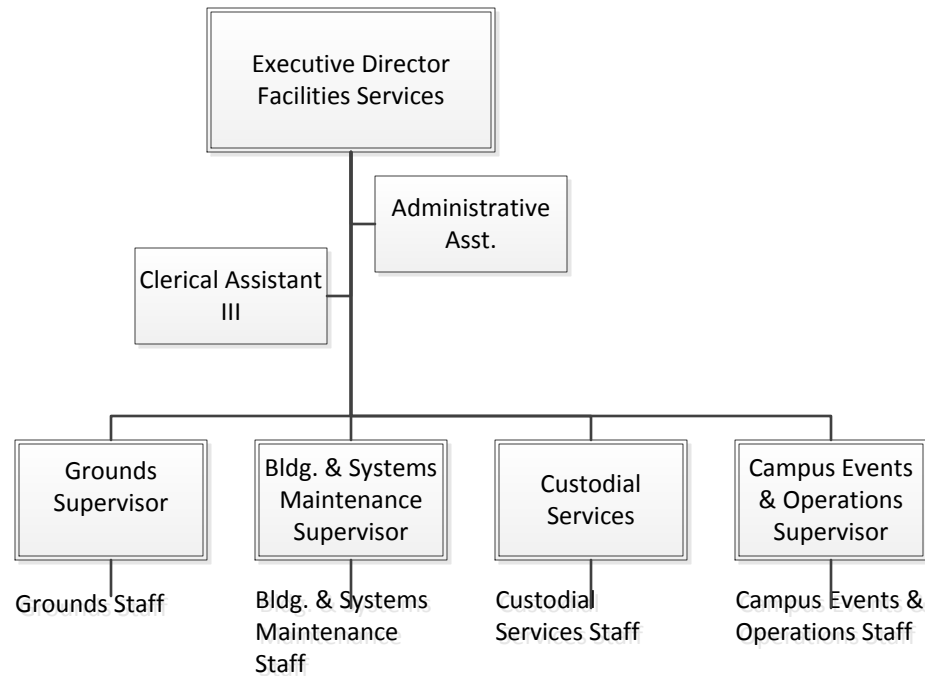 Executive Director
Facilities Services
Administrative
Asst.
Clerical Assistant
III
Grounds
Supervisor
Bldg. & Systems
Maintenance
Supervisor
Custodial
Services
Campus Events
& Operations
Supervisor
Grounds Staff
Bldg. & Systems
Maintenance
Staff
Custodial
Services Staff
Campus Events &
Operations Staff